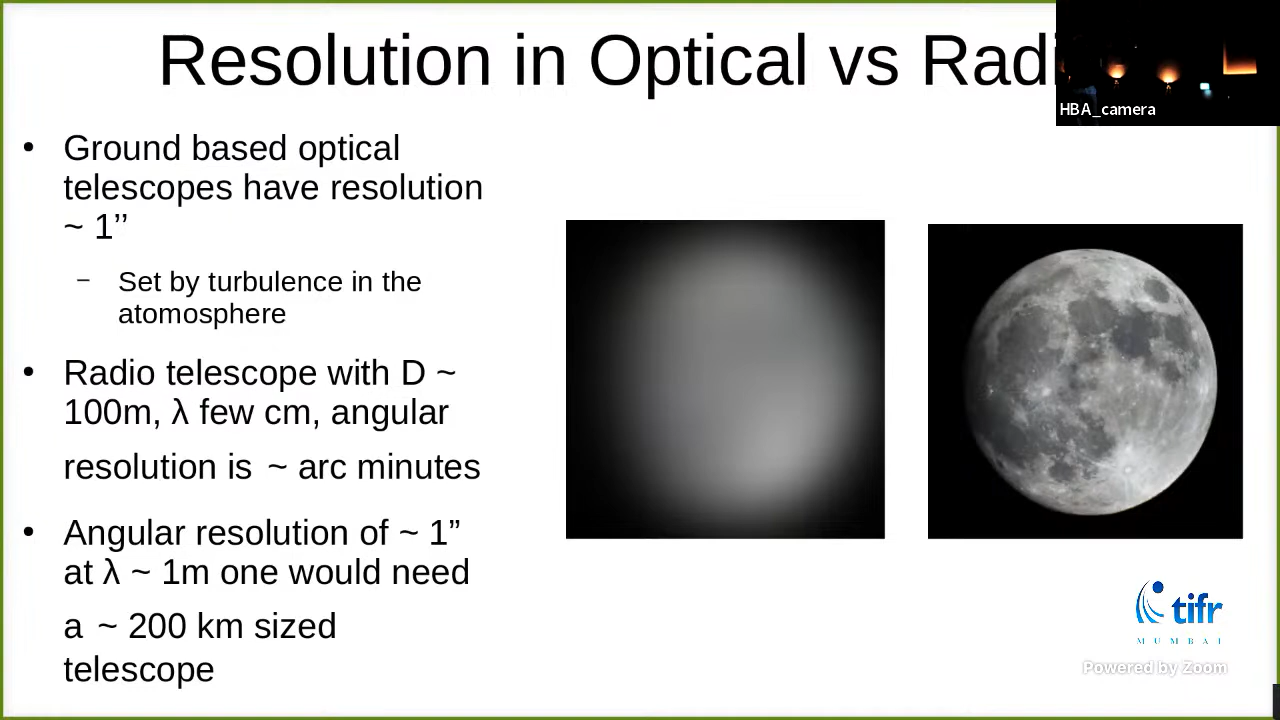 Resolution in Optical vs Radi
HBA_camera
• Ground based optical
telescopes have resolution
~ 1’’
– Set by turbulence in the
atomosphere
• Radio telescope with D ~
100m, λ few cm, angular
resolution is ~ arc minutes
• Angular resolution of ~ 1”
at λ ~ 1m one would need
a ~ 200 km sized
telescope
tifr
MUMBAI
Powered by Zoom